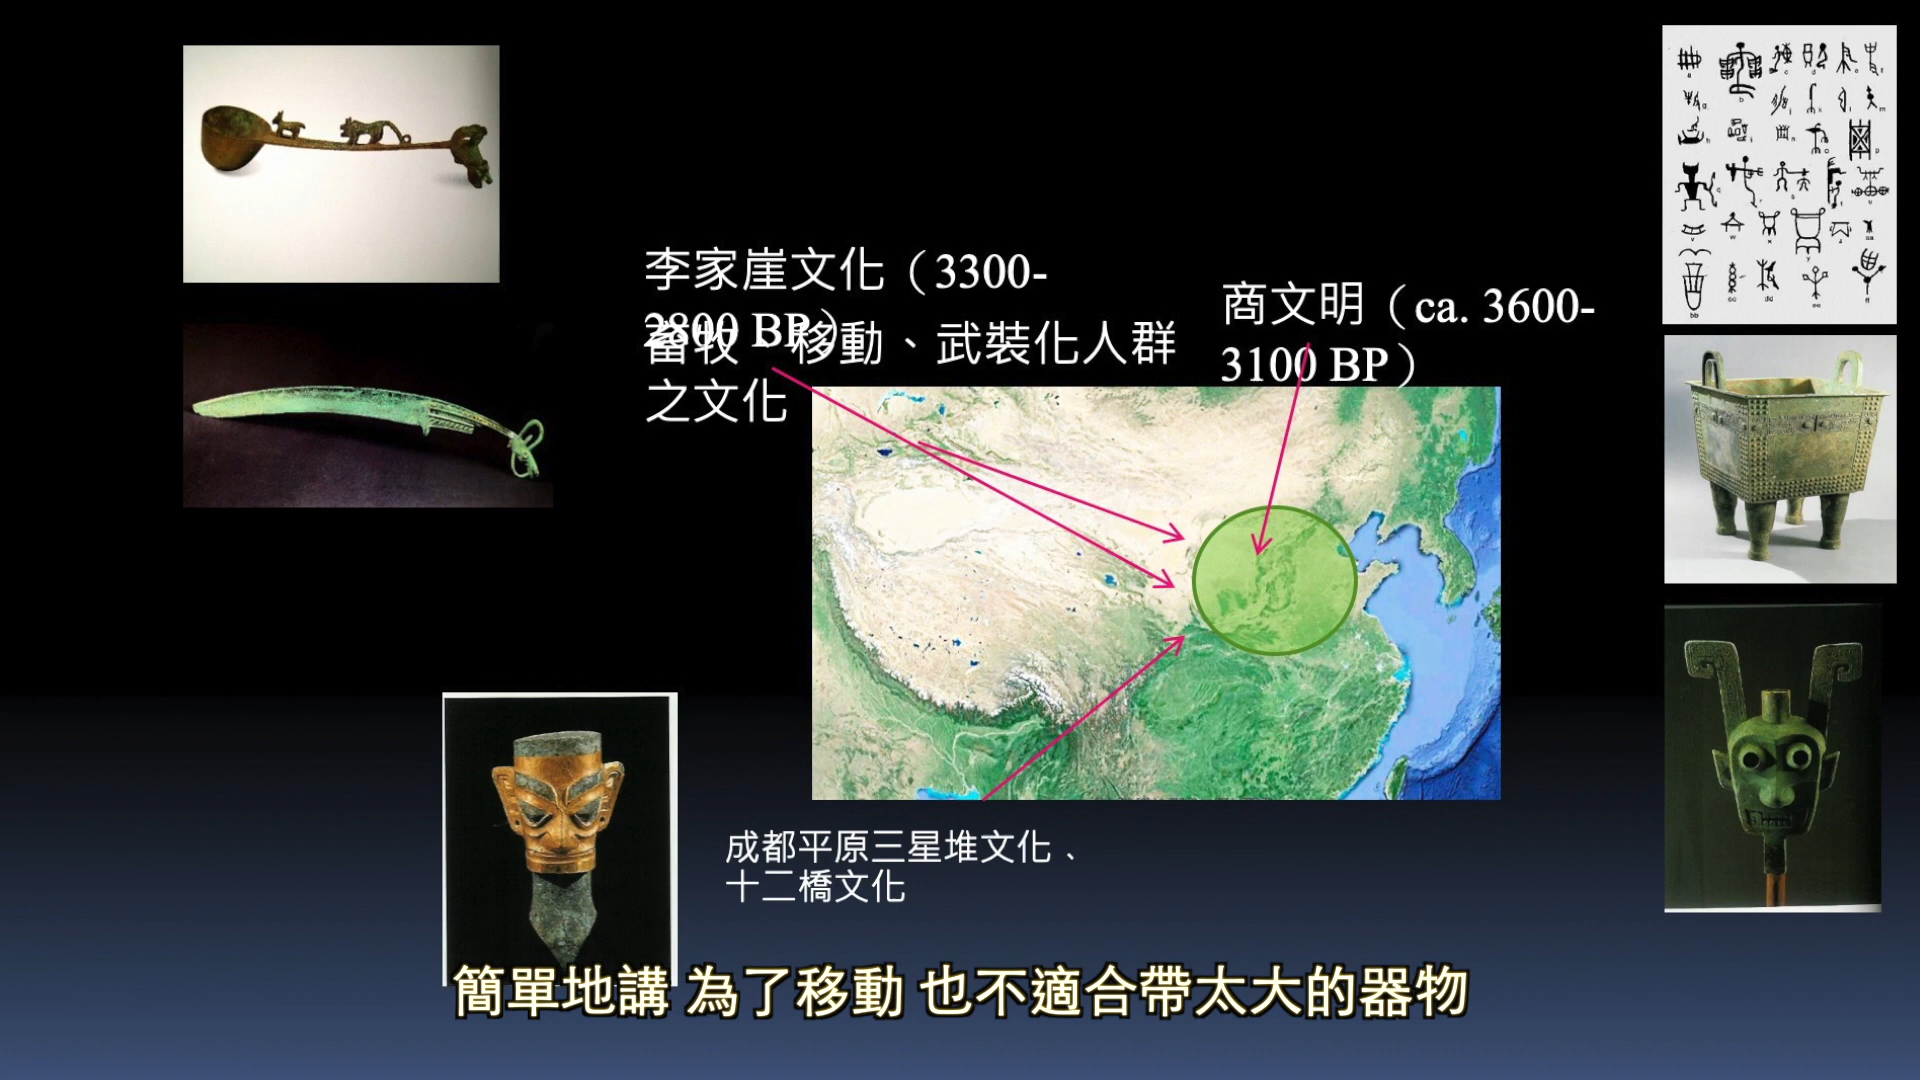 李家崖文化（3300-
2800 BP）
畜牧、移動、武裝化人群
之文化
商文明（ca. 3600-
3100 BP）
成都平原三星堆文化、
十二橋文化
簡單地講 為了移動 也不適合帶太大的器物